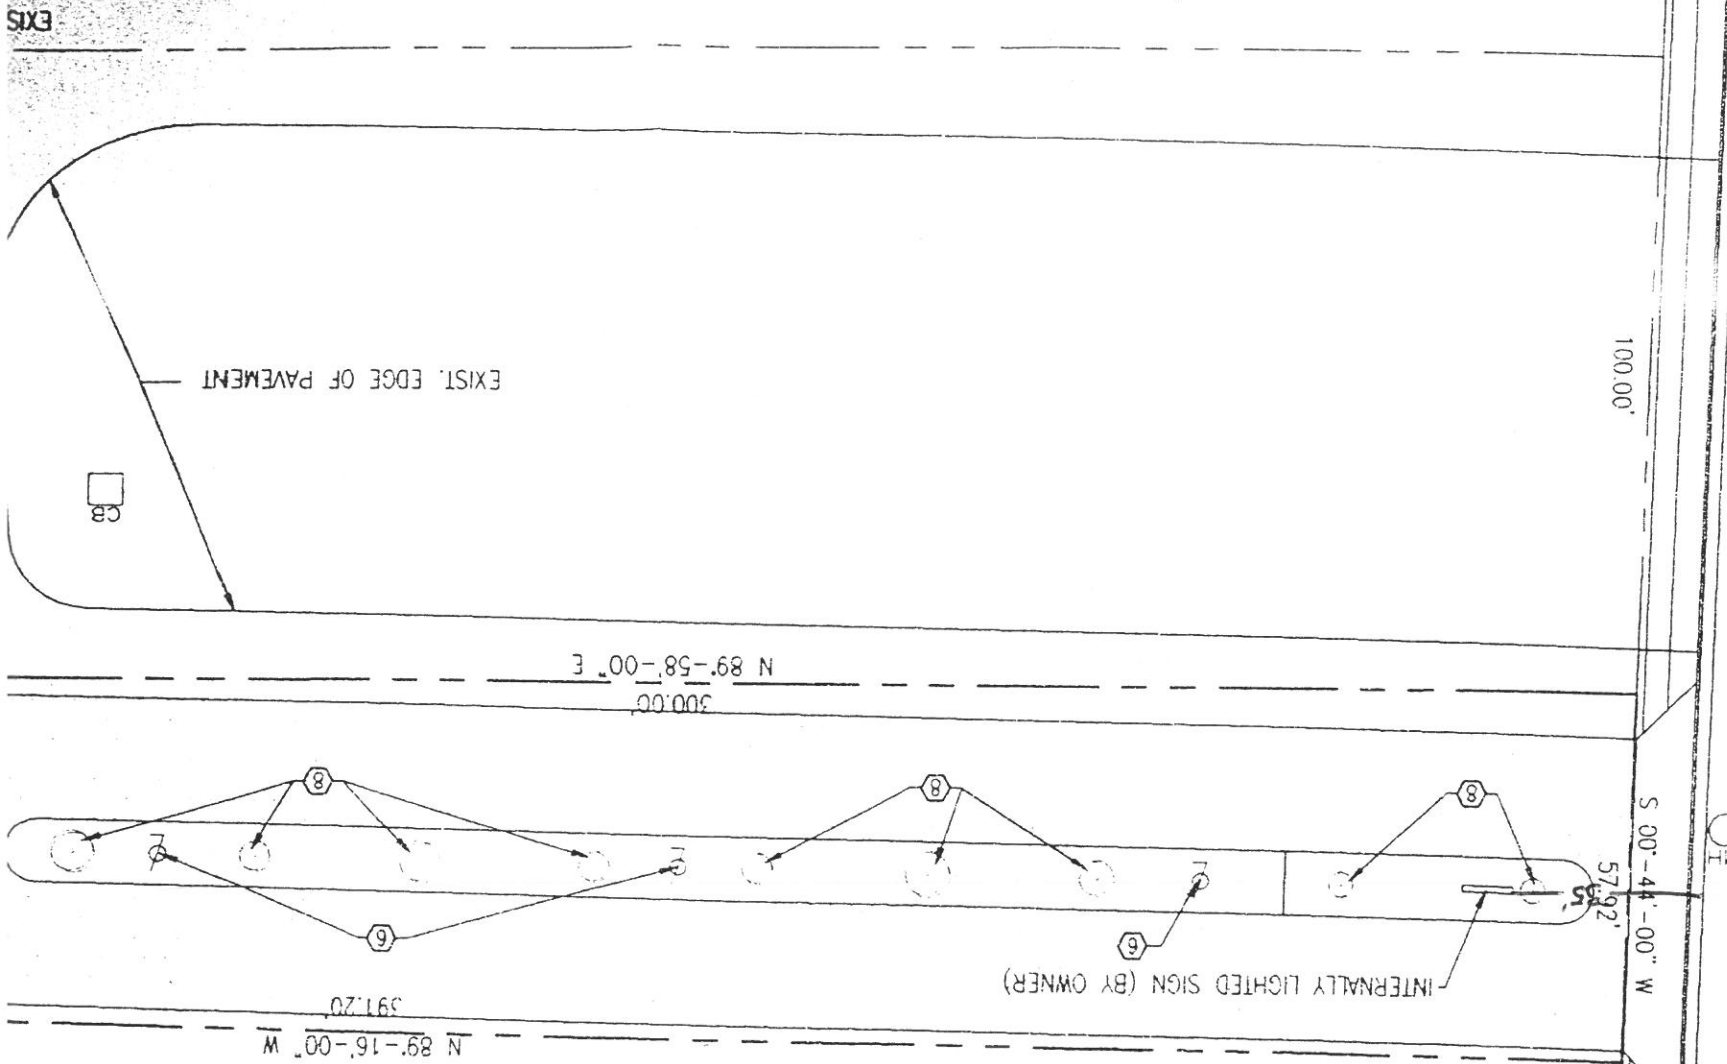 N 89°-16'-00" W
391.20'
INTERNALLY LIGHTED SIGN (BY OWNER)
9
9
S 00°-44'-00" W
57.92'
55'
8
8
8
300.00'
N 89°-58'-00" E
CB
EXIST. EDGE OF PAVEMENT
100.00'
EXIS